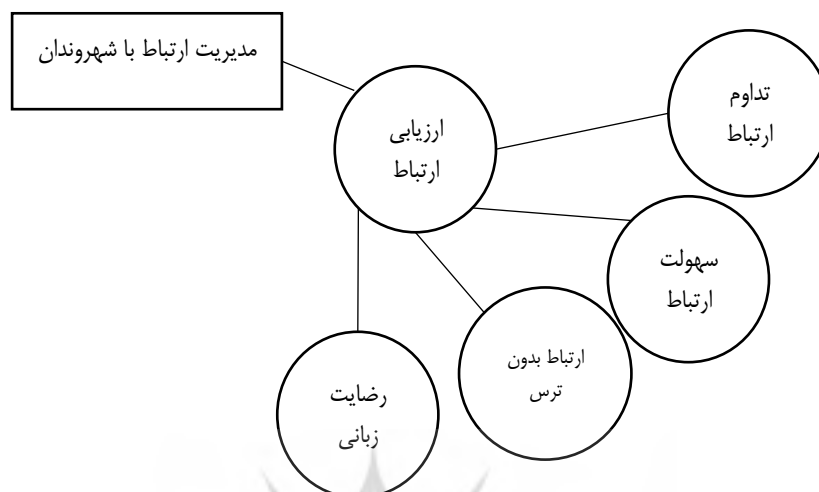 مدیریت ارتباط با شهروندان
ارزیابی
ارتباط
تداوم
ارتباط
سهولت
ارتباط
ارتباط بدون
ترس
رضایت
زبانی